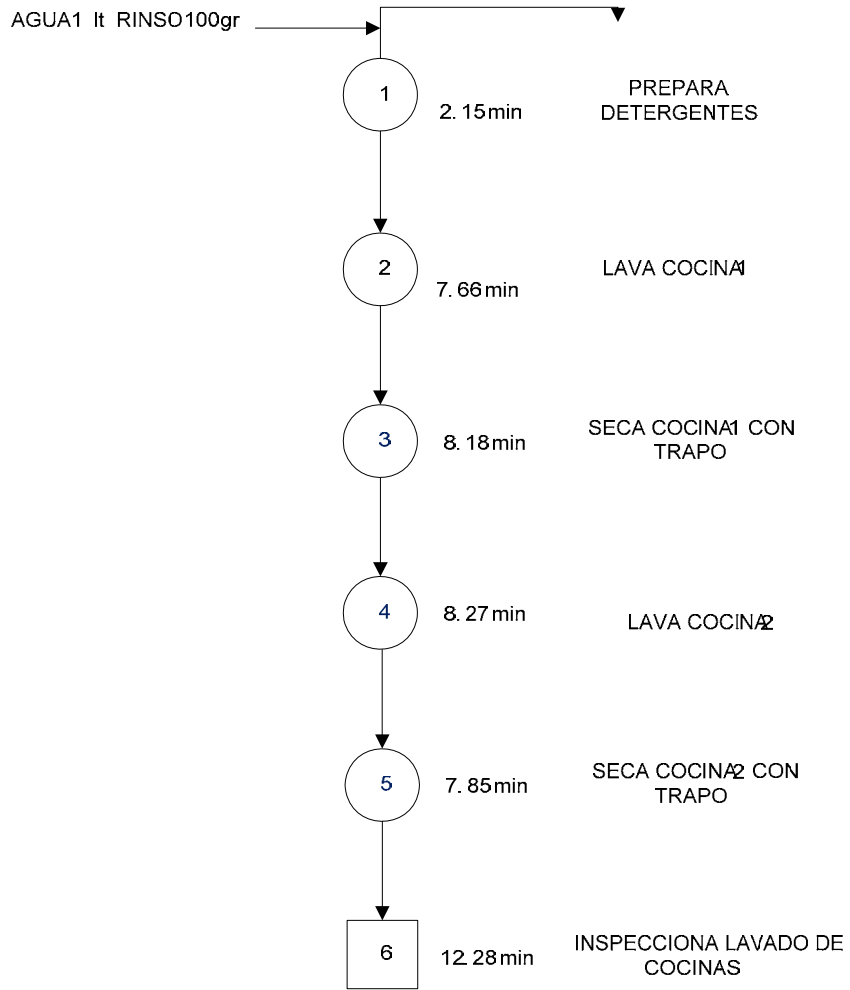 AGUA1 lt RINSO100gr
1
2.15min
PREPARA
DETERGENTES
2
7.66min
LAVA COCINA1
3
8.18min
SECA COCINA1 CON
TRAPO
4
8.27min
LAVA COCINA2
5
7.85min
SECA COCINA2 CON
TRAPO
6
12.28min
INSPECCIONA LAVADO DE
COCINAS